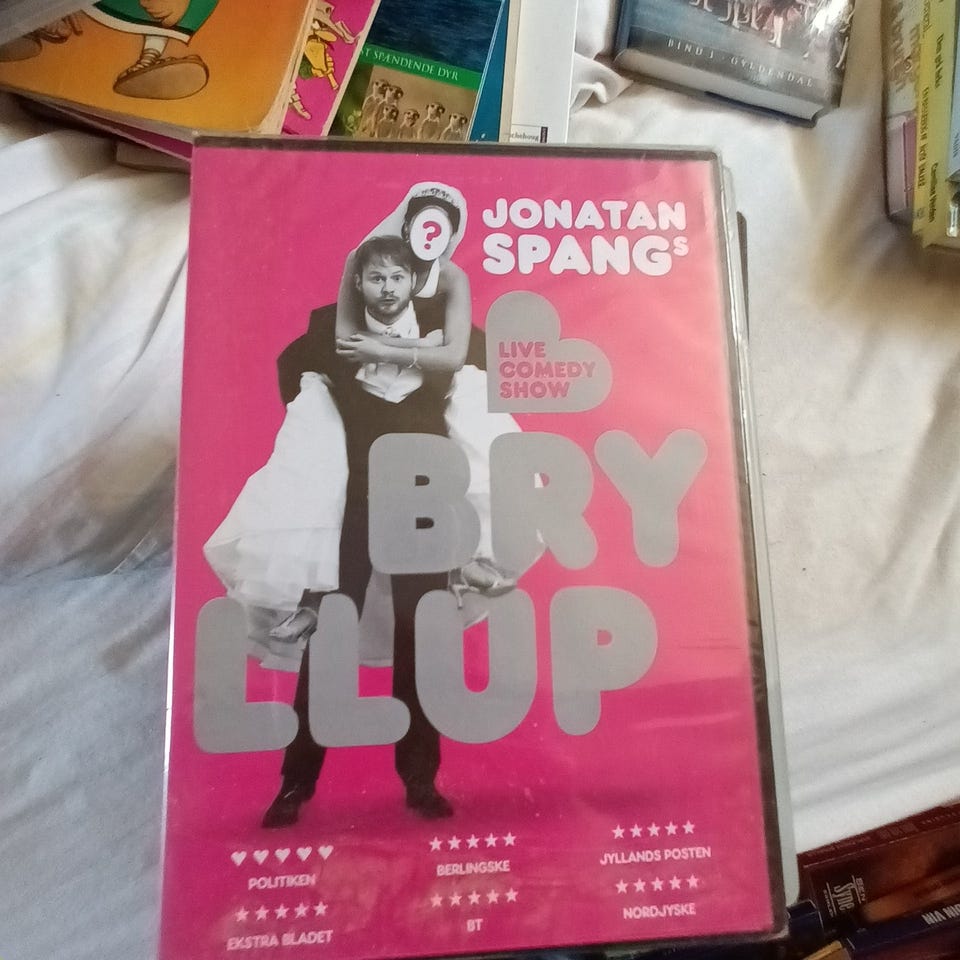 T SPÆNDENDE DYR
BIND 3 · GYLDENDAL
?
JONATAN
SPANGs
LIVE
COMEDY
SHOW
BRY
LLUP
POLITIKEN
BERLINGSKE
JYLLANDS POSTEN
EKSTRA BLADET
BT
NORDJYSKE